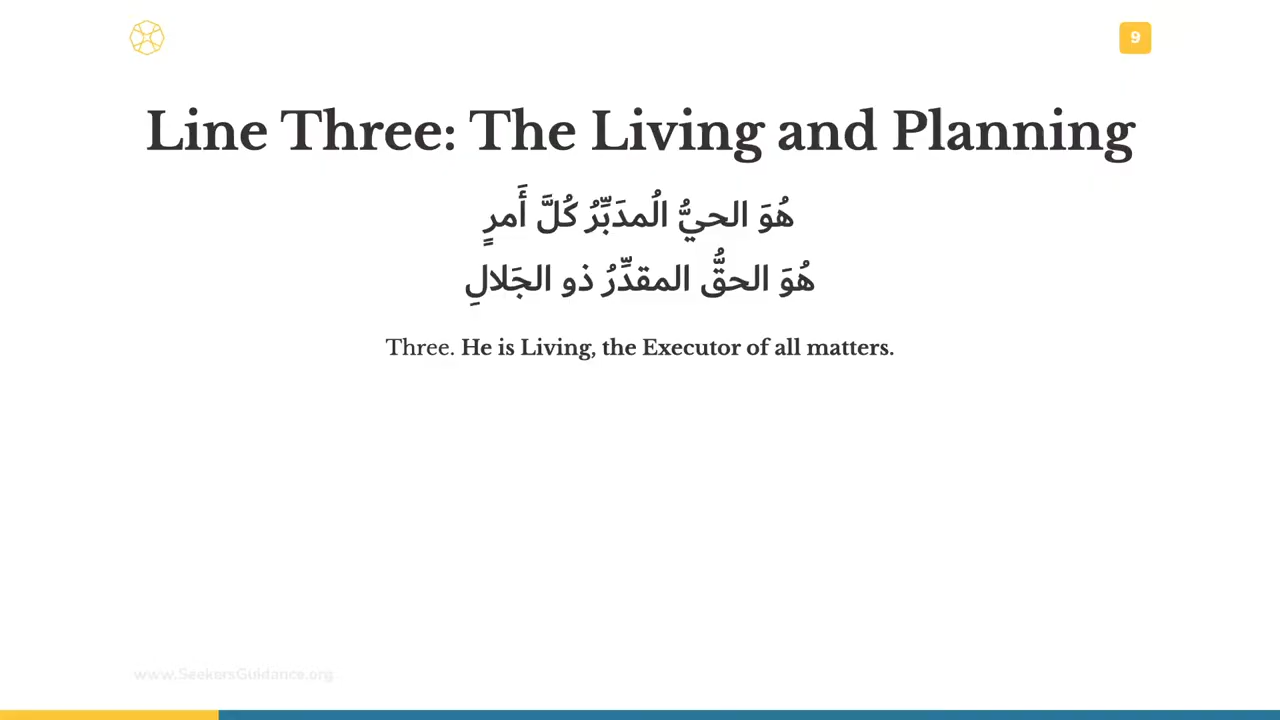 9
Line Three: The Living and Planning
هُوَ الحيُّ الُمدَبِّرُ كُلَّ أَمرٍ
هُوَ الحقُّ المقدِّرُ ذو الجَلالِ
Three. He is Living, the Executor of all matters.
www.SeekersGuidance.org